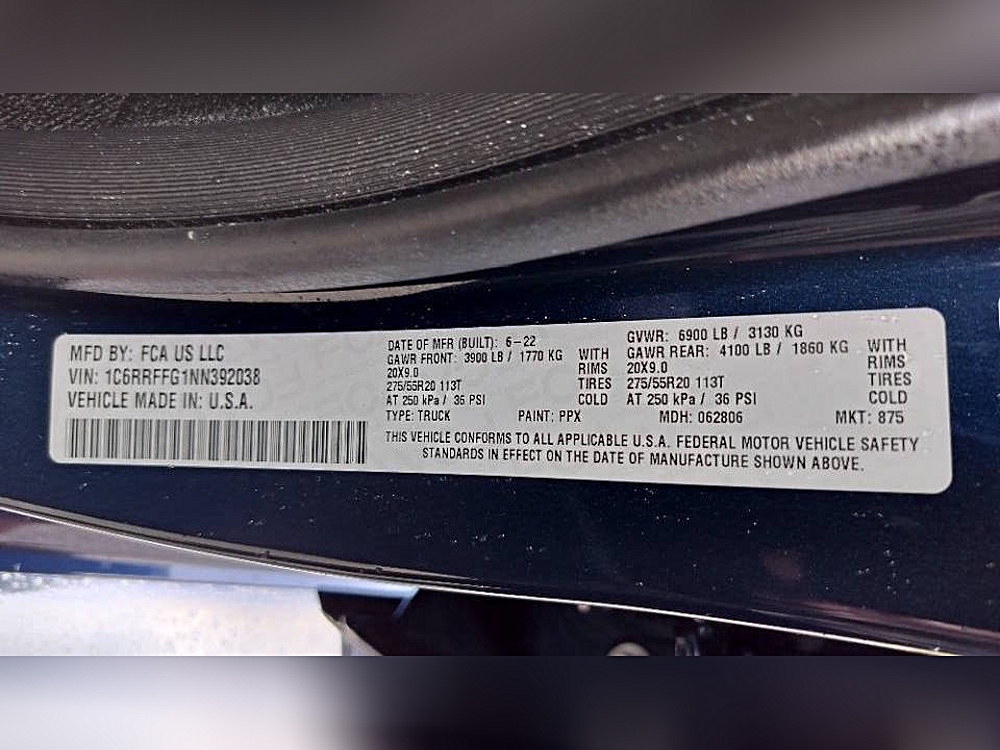 MFD BY: FCA US LLC
VIN: 1C6RRFFG1NN392038
VEHICLE MADE IN: U.S.A.
DATE OF MFR (BUILT): 6-22
GAWR FRONT: 3900 LB / 1770 KG WITH
20X9.0 RIMS
275/55R20 113T TIRES
AT 250 kPa / 36 PSI COLD
GVWR: 6900 LB / 3130 KG
GAWR REAR: 4100 LB / 1860 KG WITH
20X9.0 RIMS
275/55R20 113T TIRES
AT 250 kPa / 36 PSI COLD
TYPE: TRUCK PAINT: PPX MDH: 062806 MKT: 875
THIS VEHICLE CONFORMS TO ALL APPLICABLE U.S.A. FEDERAL MOTOR VEHICLE SAFETY
STANDARDS IN EFFECT ON THE DATE OF MANUFACTURE SHOWN ABOVE.